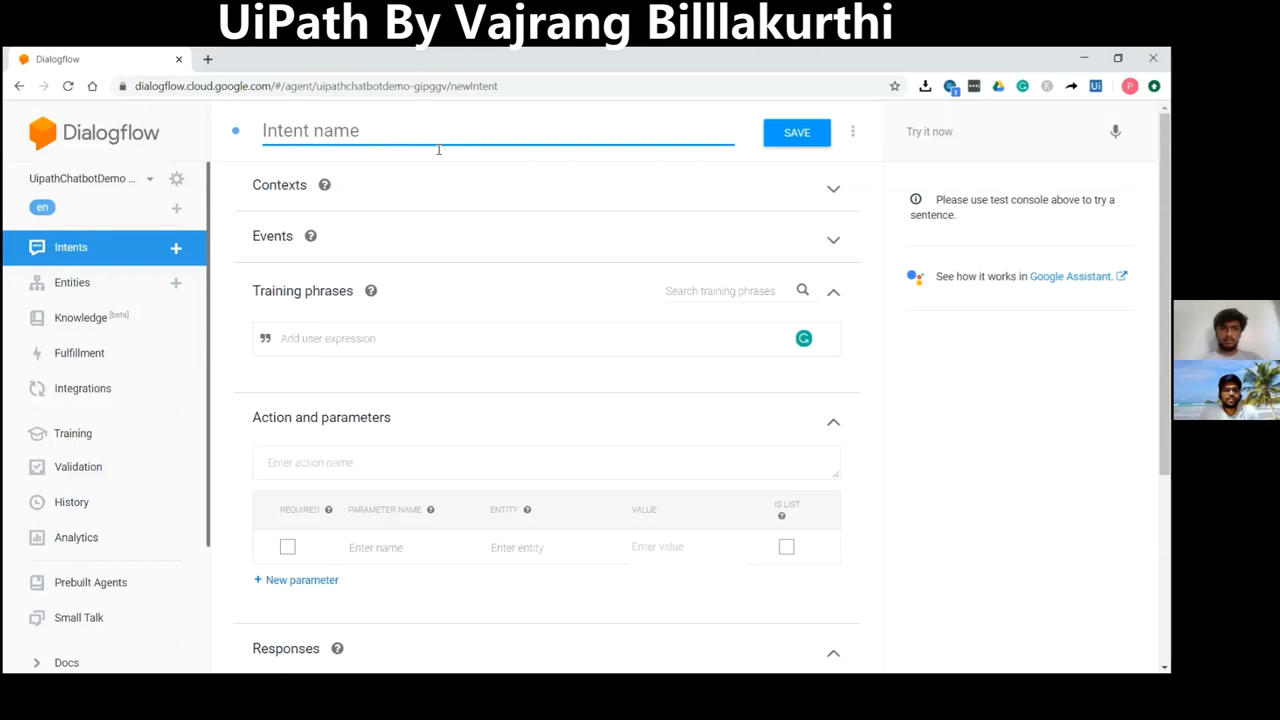 UiPath By Vajrang Billlakurthi
Dialogflow
dialogflow.cloud.google.com/#/agent/uipathchatbotdemo-gipggv/newIntent
1
Ui
P
Dialogflow
Intent name
SAVE
Try it now
UipathChatbotDemo ...
en
Contexts
Please use test console above to try a
sentence.
Events
Intents
See how it works in Google Assistant.
Entities
Training phrases
Search training phrases
Knowledge [beta]
Add user expression
Fulfillment
Integrations
Action and parameters
Training
Enter action name
Validation
History
REQUIRED PARAMETER NAME ENTITY VALUE IS LIST
Analytics
Enter name Enter entity Enter value
+ New parameter
Prebuilt Agents
Small Talk
Responses
Docs